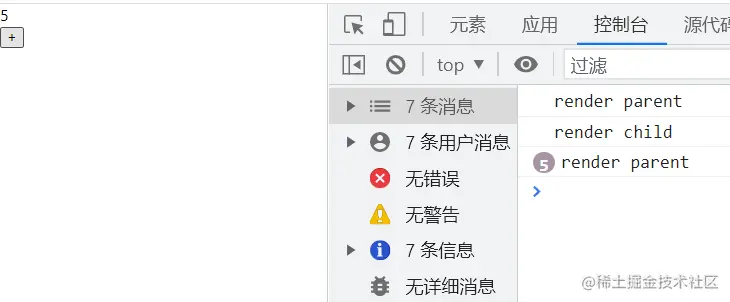 5
+
元素 应用 控制台 源代码
top ▼ 过滤
7 条消息
7 条用户消息
无错误
无警告
7 条信息
无详细消息
render parent
render child
5 render parent
@稀土掘金技术社区